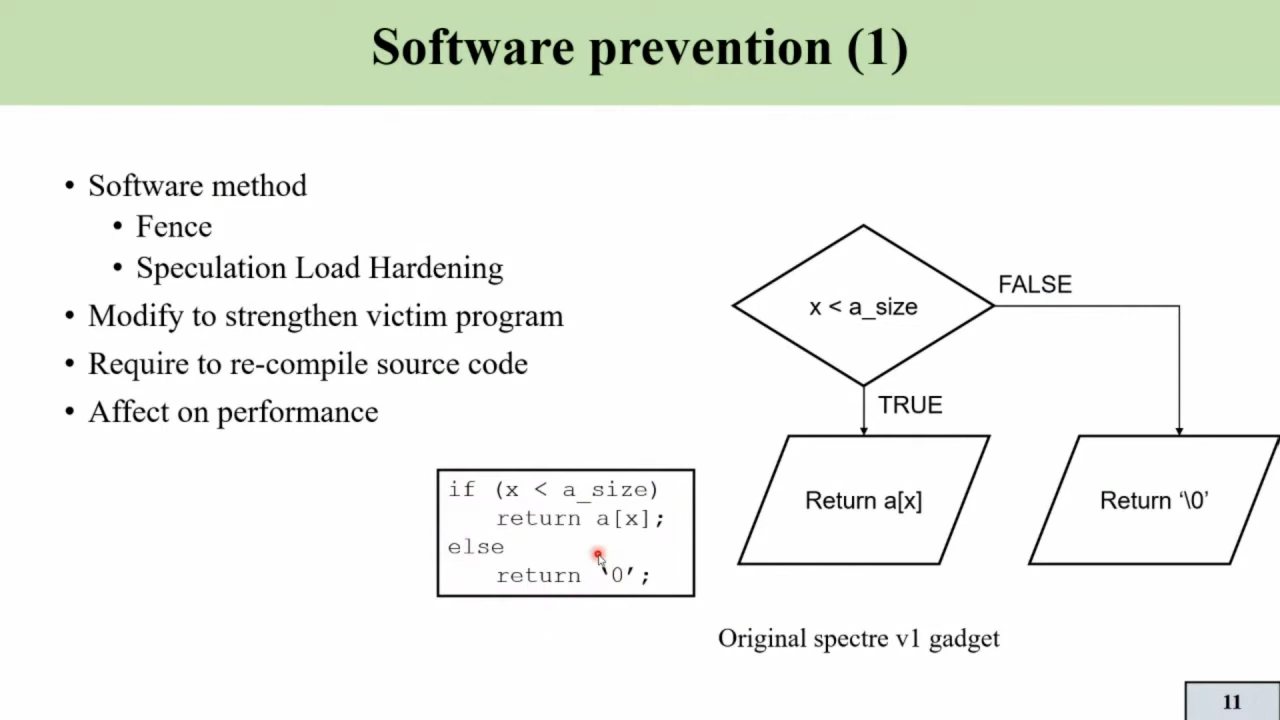 Software prevention (1)
• Software method
• Fence
• Speculation Load Hardening
• Modify to strengthen victim program
• Require to re-compile source code
• Affect on performance
x < a_size
FALSE
TRUE
Return a[x]
Return ‘\0’
if (x < a_size)
return a[x];
else
return ‘0’;
Original spectre v1 gadget
11